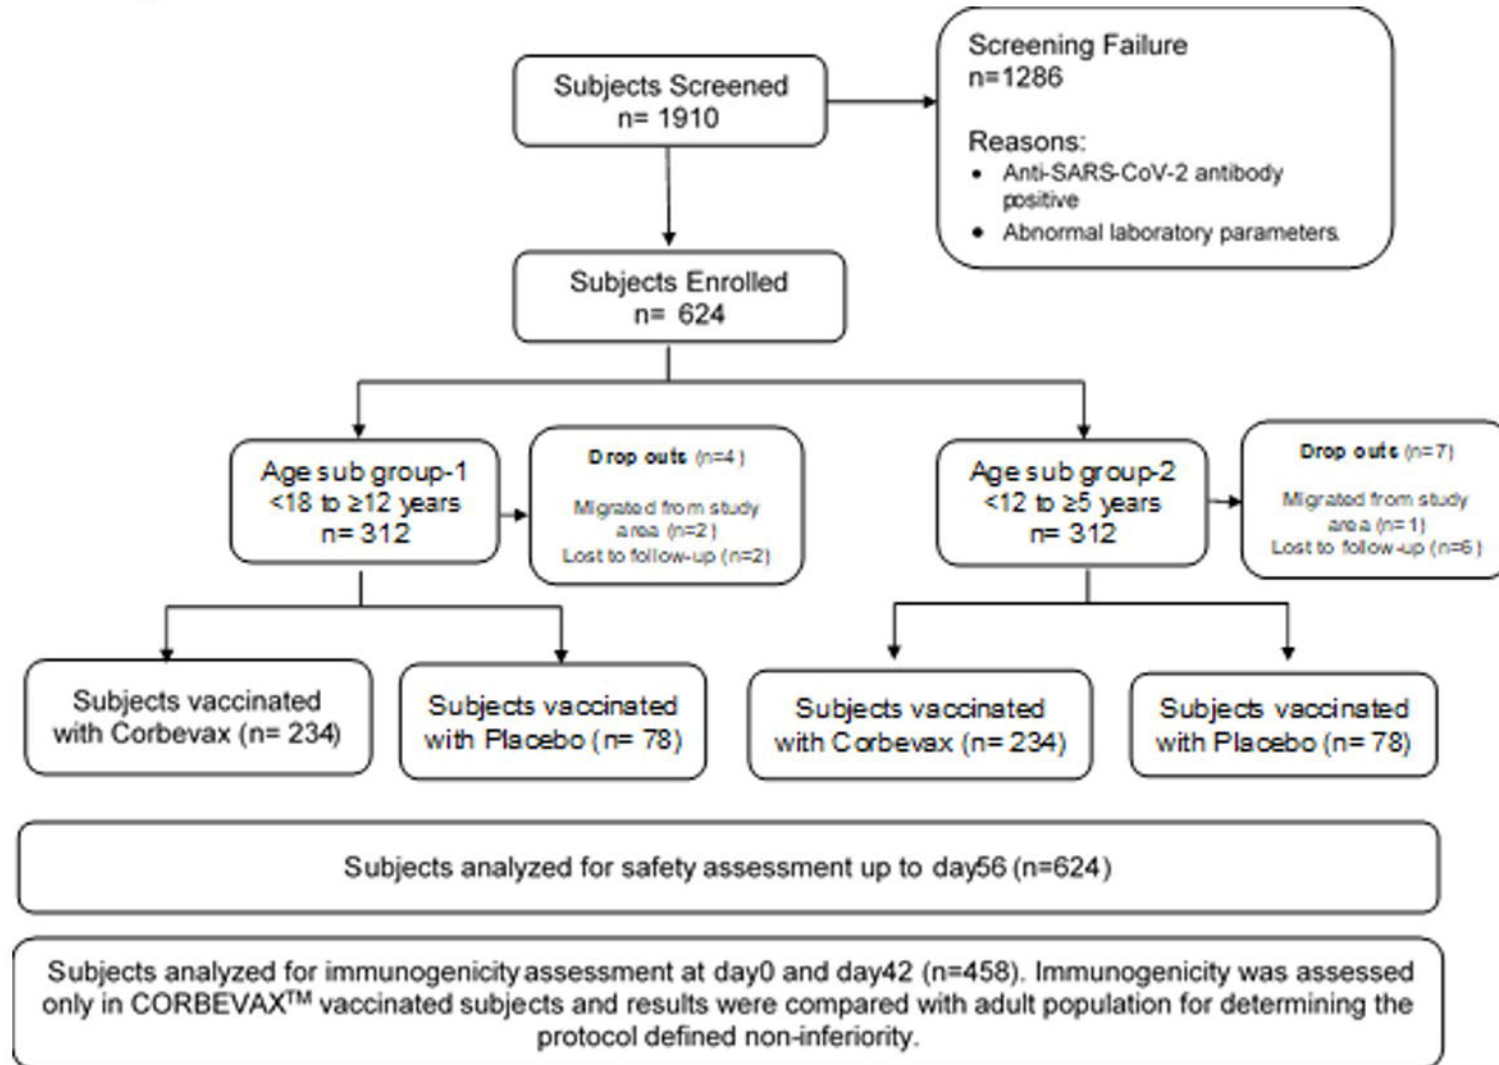 Subjects Screened
n= 1910
Screening Failure
n=1286
Reasons:
• Anti-SARS-CoV-2 antibody
positive
• Abnormal laboratory parameters.
Subjects Enrolled
n= 624
Age sub group-1
<18 to ≥12 years
n= 312
Drop outs (n=4)
Migrated from study
area (n=2)
Lost to follow-up (n=2)
Age sub group-2
<12 to ≥5 years
n= 312
Drop outs (n=7)
Migrated from study
area (n=1)
Lost to follow-up (n=6)
Subjects vaccinated
with Corbevax (n= 234)
Subjects vaccinated
with Placebo (n= 78)
Subjects vaccinated
with Corbevax (n= 234)
Subjects vaccinated
with Placebo (n= 78)
Subjects analyzed for safety assessment up to day56 (n=624)
Subjects analyzed for immunogenicity assessment at day0 and day42 (n=458). Immunogenicity was assessed
only in CORBEVAX™ vaccinated subjects and results were compared with adult population for determining the
protocol defined non-inferiority.